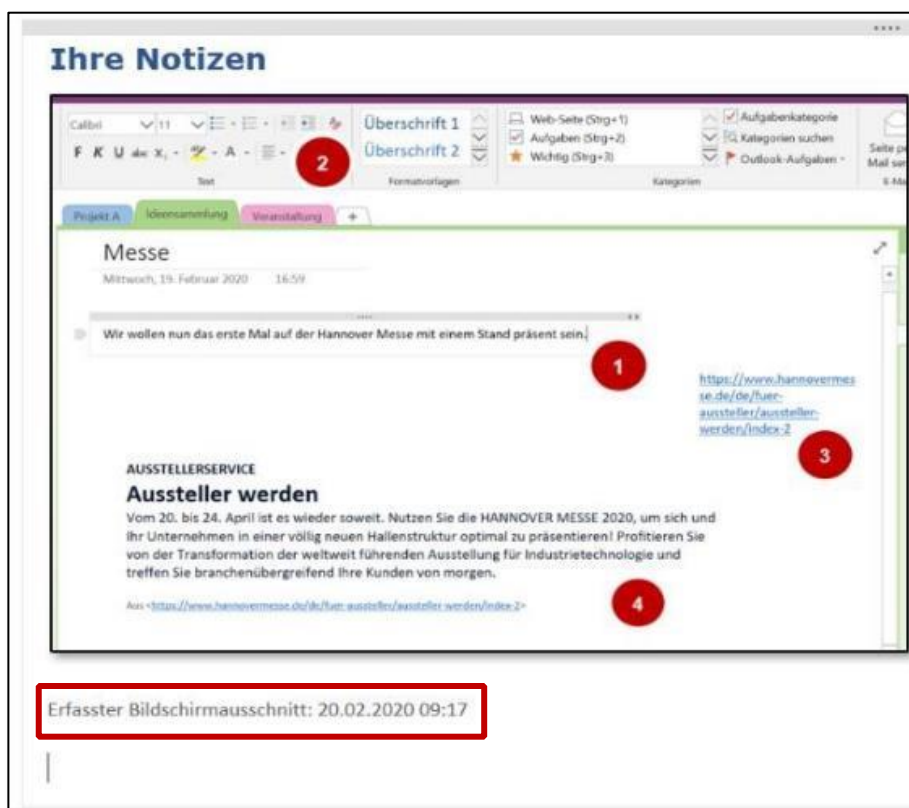 Ihre Notizen
Calibri 11
Überschrift 1
Web-Seite (Strg+1)
Aufgabenkategorie
Überschrift 2
Aufgaben (Strg+2)
Kategorien suchen
Wichtig (Strg+3)
Outlook-Aufgaben
Seite p
Mail se
F K U abc X, A
2
Text
Formatvorlagen
Kategorien
E-Ma
Projekt A Ideensammlung Veranstaltung +
Messe
Mittwoch, 19. Februar 2020 16:59
Wir wollen nun das erste Mal auf der Hannover Messe mit einem Stand präsent sein.
1
https://www.hannovermes
se.de/de/fuer-
aussteller/aussteller-
werden/index-2
3
AUSSTELLERSERVICE
Aussteller werden
Vom 20. bis 24. April ist es wieder soweit. Nutzen Sie die HANNOVER MESSE 2020, um sich und
Ihr Unternehmen in einer völlig neuen Hallenstruktur optimal zu präsentieren! Profitieren Sie
von der Transformation der weltweit führenden Ausstellung für Industrietechnologie und
treffen Sie branchenübergreifend Ihre Kunden von morgen.
Aus <https://www.hannovermesse.de/de/fuer-aussteller/aussteller-werden/index-2>
4
Erfasster Bildschirmausschnitt: 20.02.2020 09:17